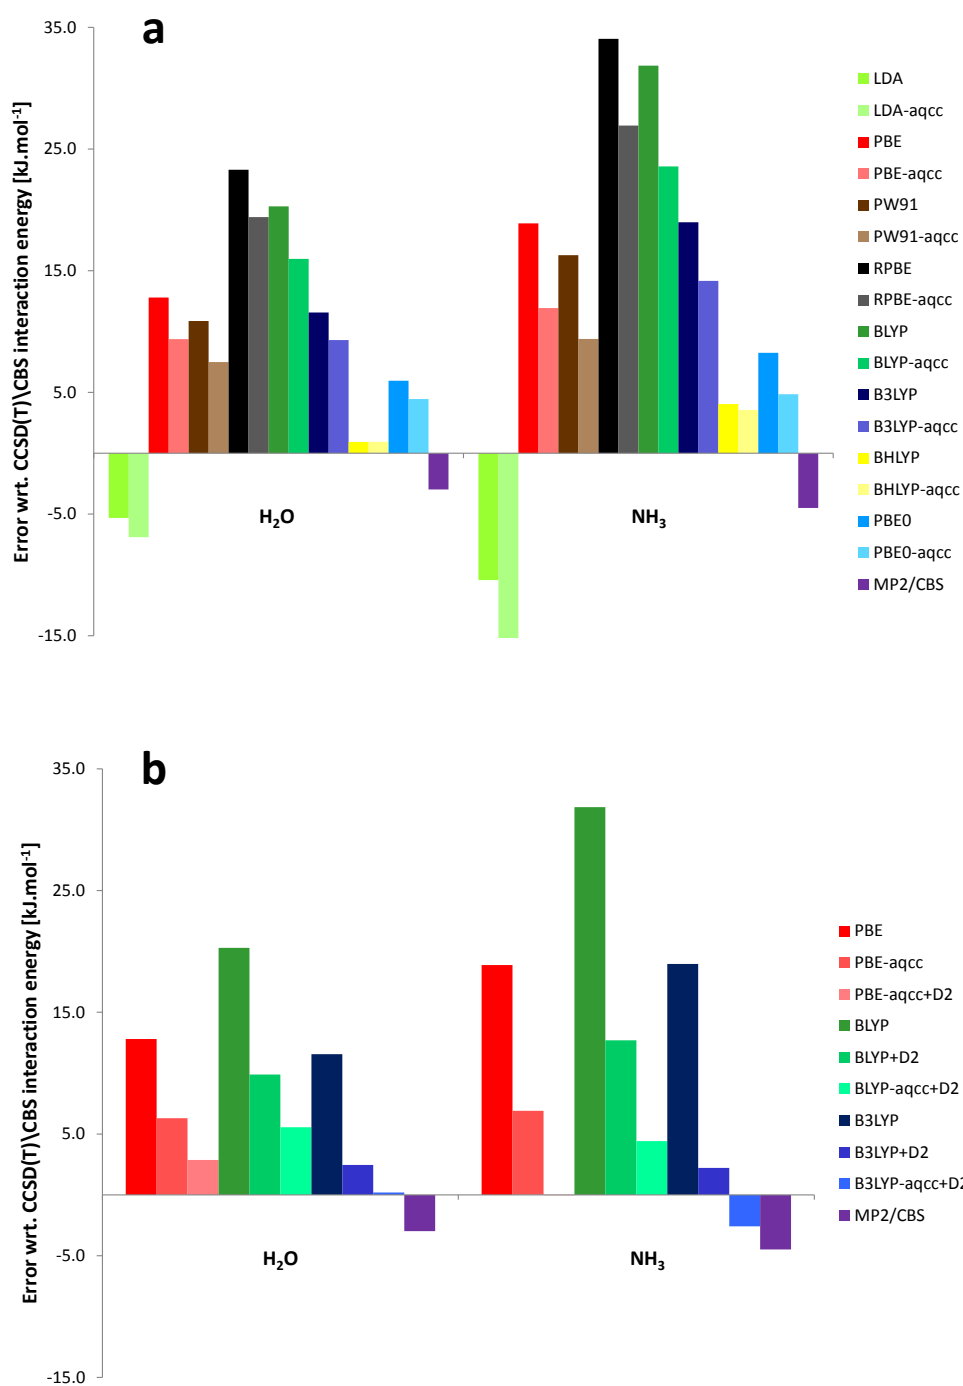 a
35.0
25.0
15.0
5.0
-5.0
-15.0
Error wrt. CCSD(T)\CBS interaction energy [kJ.mol⁻¹]
H₂O
NH₃
LDA
LDA-aqcc
PBE
PBE-aqcc
PW91
PW91-aqcc
RPBE
RPBE-aqcc
BLYP
BLYP-aqcc
B3LYP
B3LYP-aqcc
BHLYP
BHLYP-aqcc
PBE0
PBE0-aqcc
MP2/CBS
b
35.0
25.0
15.0
5.0
-5.0
-15.0
Error wrt. CCSD(T)\CBS interaction energy [kJ.mol⁻¹]
H₂O
NH₃
PBE
PBE-aqcc
PBE-aqcc+D2
BLYP
BLYP+D2
BLYP-aqcc+D2
B3LYP
B3LYP+D2
B3LYP-aqcc+D2
MP2/CBS